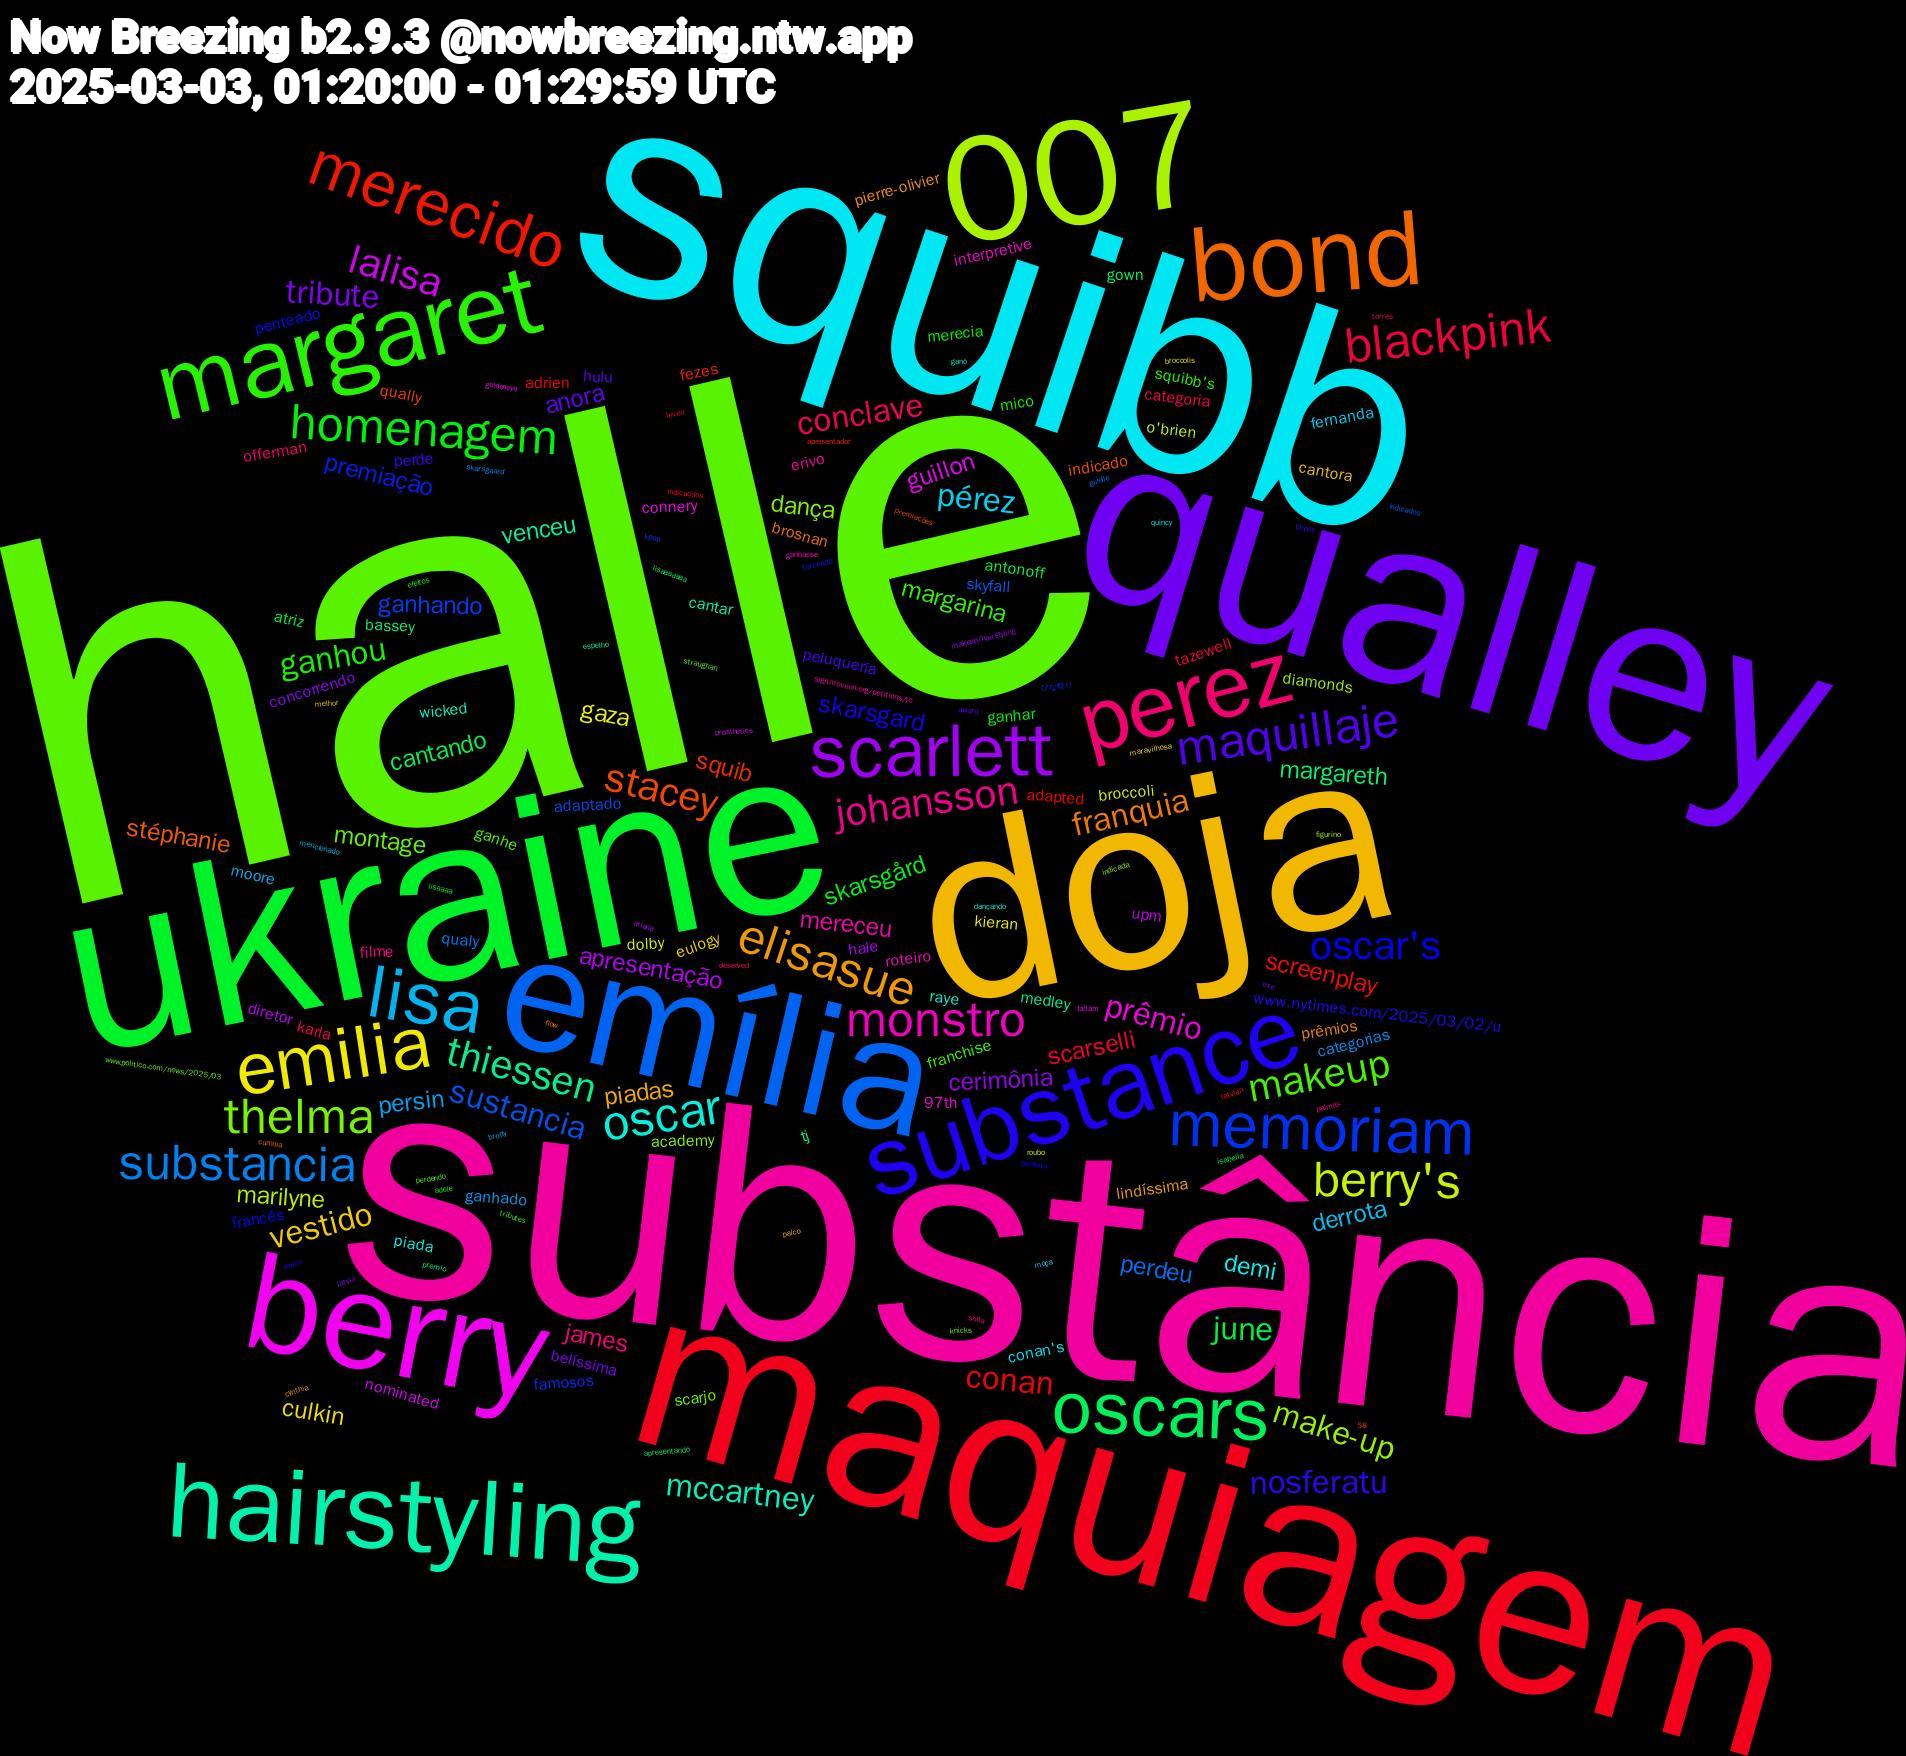 Now Breezing b2.9.3 @nowbreezing.ntw.app
2025-03-03, 01:20:00 - 01:29:59 UTC
squibb
007
merecido
pierre-olivier
bond
lalisa
interpretive
gown
tribute
margaret
penteado
blackpink
merecia
halle
qualley
hulu
fezes
adrien
qually
squibb's
mico
categoria
conclave
anora
o'brien
fernanda
homenagem
perde
offerman
erivo
indicado
cantora
premiação
guillon
pérez
connery
dança
venceu
brosnan
skyfall
ganhando
antonoff
margarina
perez
tazewell
atriz
bassey
cantar
ukraine
ganhou
peluquería
diamonds
concorrendo
wicked
gaza
skarsgard
scarlett
maquillaje
ganhar
cantando
squib
margareth
stacey
johansson
doja
adaptado
adapted
broccoli
franquia
stéphanie
montage
ganhe
moore
skarsgård
elisasue
oscar's
kieran
mereceu
upm
qualy
dolby
eulogy
filme
hale
roteiro
lisa
emília
apresentação
screenplay
raye
www.nytimes.com/2025/03/02/u
medley
diretor
karla
prêmio
prêmios
emilia
monstro
thiessen
franchise
scarselli
categorias
substance
makeup
cerimônia
piadas
persin
sustancia
memoriam
97th
tj
academy
thelma
oscar
substancia
berry's
marilyne
lindíssima
ganhado
francês
vestido
derrota
substância
piada
demi
perdeu
berry
james
june
conan's
belíssima
conan
famosos
nominated
scarjo
culkin
oscars
make-up
nosferatu
maquiagem
mccartney
hairstyling